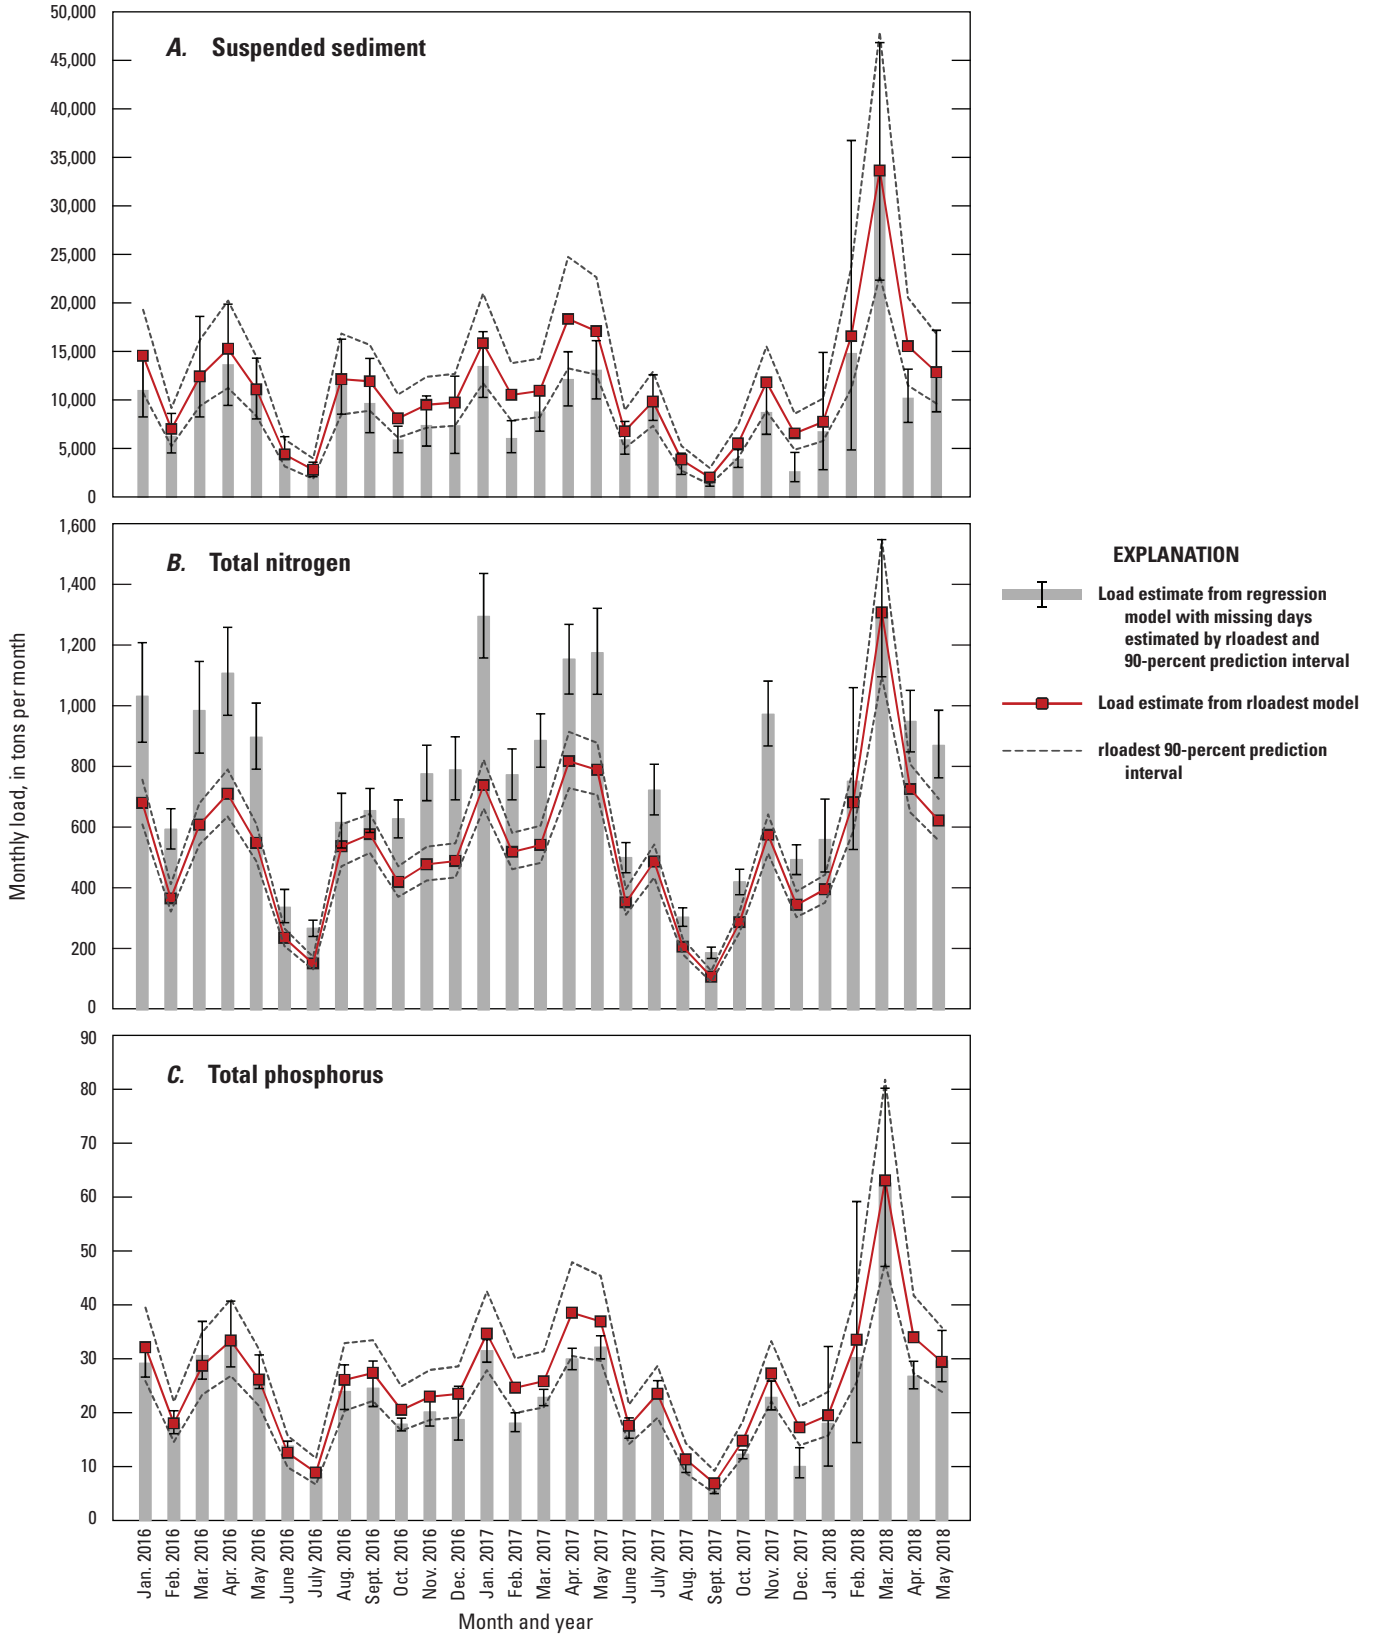 50,000
45,000
40,000
35,000
30,000
25,000
20,000
15,000
10,000
5,000
0
A. Suspended sediment
1,600
1,400
1,200
1,000
800
600
400
200
0
B. Total nitrogen
90
80
70
60
50
40
30
20
10
0
C. Total phosphorus
Monthly load, in tons per month
Jan. 2016
Feb. 2016
Mar. 2016
Apr. 2016
May 2016
June 2016
July 2016
Aug. 2016
Sept. 2016
Oct. 2016
Nov. 2016
Dec. 2016
Jan. 2017
Feb. 2017
Mar. 2017
Apr. 2017
May 2017
June 2017
July 2017
Aug. 2017
Sept. 2017
Oct. 2017
Nov. 2017
Dec. 2017
Jan. 2018
Feb. 2018
Mar. 2018
Apr. 2018
May 2018
Month and year
EXPLANATION
Load estimate from regression
model with missing days
estimated by rloadest and
90-percent prediction interval
Load estimate from rloadest model
rloadest 90-percent prediction
interval